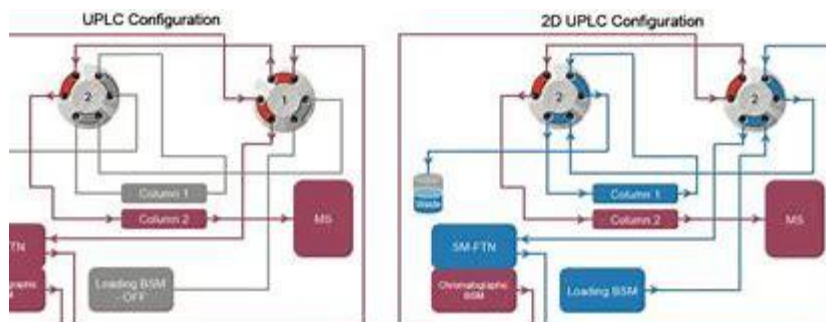 UPLC Configuration
2
1
Column 1
Column 2
MS
TN
Loading BSM
- OFF
2D UPLC Configuration
2
2
Waste
Column 1
Column 2
MS
SM-FTN
Chromatographic
BSM
Loading BSM